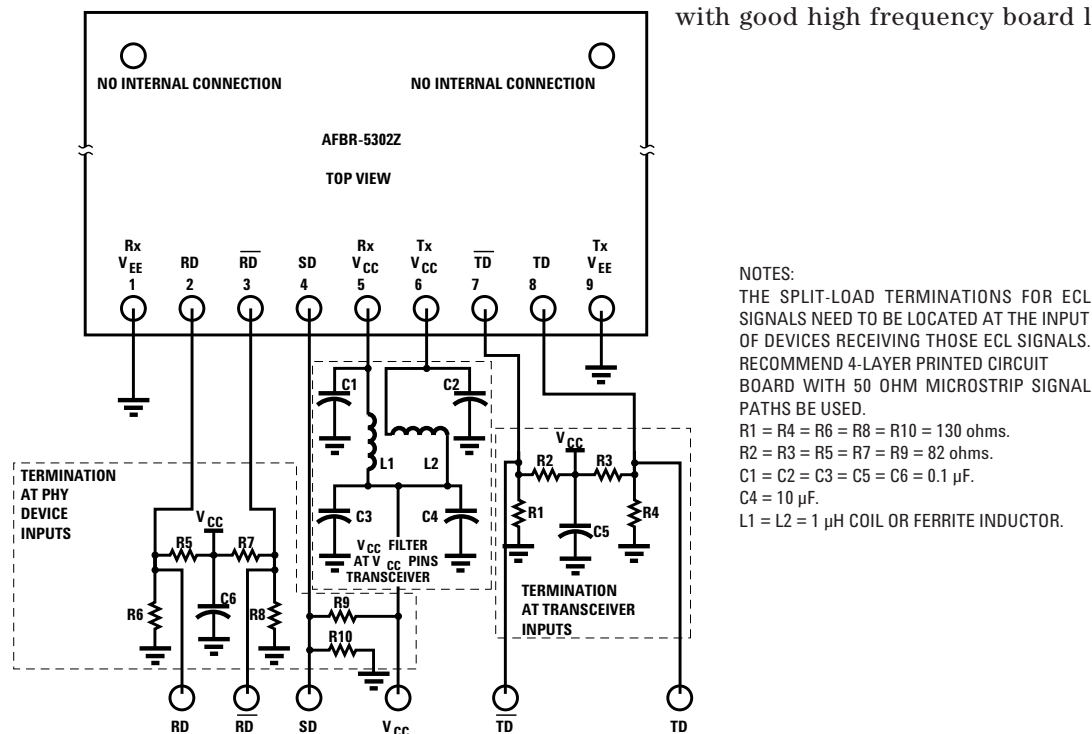 with good high frequency board l
NO INTERNAL CONNECTION
NO INTERNAL CONNECTION
AFBR-5302Z
TOP VIEW
Rx
VEE
1
RD
2
RD
3
SD
4
Rx
VCC
5
Tx
VCC
6
TD
7
TD
8
Tx
VEE
9
C1
C2
L1
L2
C3
C4
VCC FILTER
AT VCC PINS
TRANSCEIVER
VCC
R2
R3
R1
C5
R4
TERMINATION
AT TRANSCEIVER
INPUTS
TERMINATION
AT PHY
DEVICE
INPUTS
VCC
R5
R7
R6
C6
R8
R9
R10
RD
RD
SD
VCC
TD
TD
NOTES:
THE SPLIT-LOAD TERMINATIONS FOR ECL
SIGNALS NEED TO BE LOCATED AT THE INPUT
OF DEVICES RECEIVING THOSE ECL SIGNALS.
RECOMMEND 4-LAYER PRINTED CIRCUIT
BOARD WITH 50 OHM MICROSTRIP SIGNAL
PATHS BE USED.
R1 = R4 = R6 = R8 = R10 = 130 ohms.
R2 = R3 = R5 = R7 = R9 = 82 ohms.
C1 = C2 = C3 = C5 = C6 = 0.1 µF.
C4 = 10 µF.
L1 = L2 = 1 µH COIL OR FERRITE INDUCTOR.